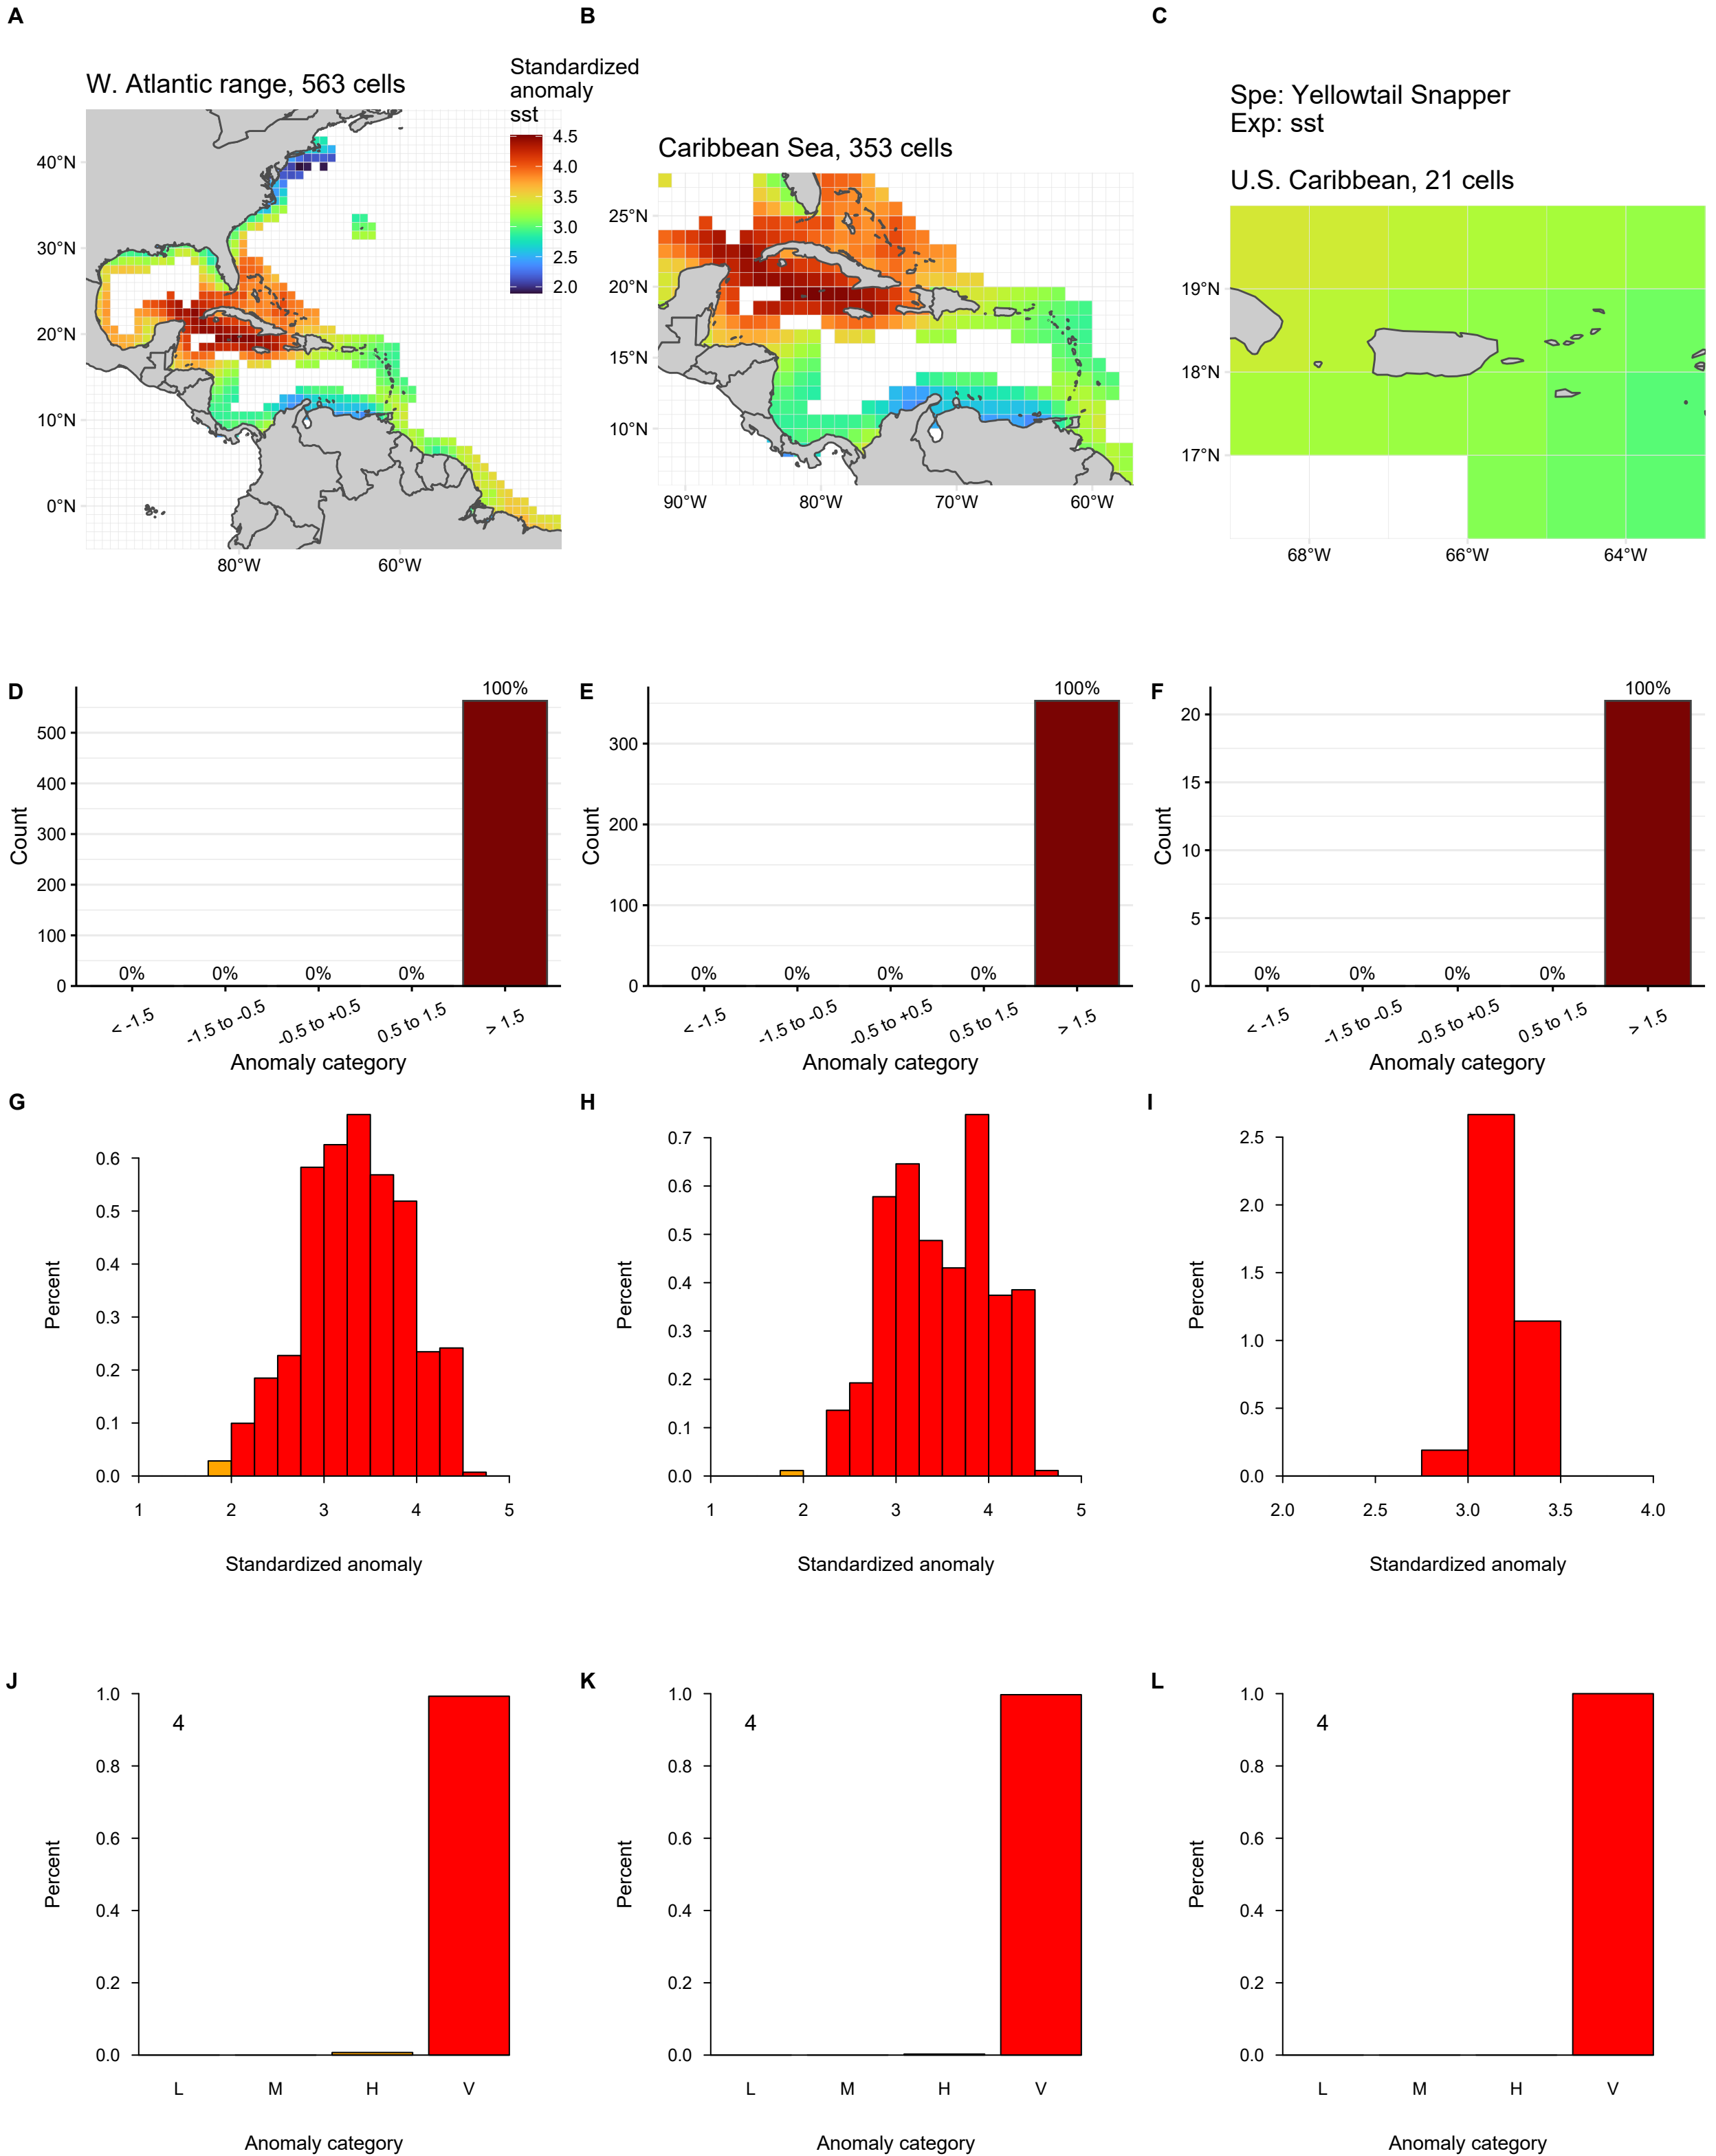 A
B
C
W. Atlantic range, 563 cells
Standardized
anomaly
sst
4.5
4.0
3.5
3.0
2.5
2.0
40°N
30°N
20°N
10°N
0°N
80°W
60°W
Caribbean Sea, 353 cells
25°N
20°N
15°N
10°N
90°W
80°W
70°W
60°W
Spe: Yellowtail Snapper
Exp: sst
U.S. Caribbean, 21 cells
19°N
18°N
17°N
68°W
66°W
64°W
D
Count
500
400
300
200
100
0
0%
0%
0%
0%
100%
< -1.5
-1.5 to -0.5
-0.5 to +0.5
0.5 to 1.5
> 1.5
Anomaly category
E
Count
300
200
100
0
0%
0%
0%
0%
100%
< -1.5
-1.5 to -0.5
-0.5 to +0.5
0.5 to 1.5
> 1.5
Anomaly category
F
Count
20
15
10
5
0
0%
0%
0%
0%
100%
< -1.5
-1.5 to -0.5
-0.5 to +0.5
0.5 to 1.5
> 1.5
Anomaly category
G
Percent
0.6
0.5
0.4
0.3
0.2
0.1
0.0
1
2
3
4
5
Standardized anomaly
H
Percent
0.7
0.6
0.5
0.4
0.3
0.2
0.1
0.0
1
2
3
4
5
Standardized anomaly
I
Percent
2.5
2.0
1.5
1.0
0.5
0.0
2.0
2.5
3.0
3.5
4.0
Standardized anomaly
J
4
Percent
1.0
0.8
0.6
0.4
0.2
0.0
L
M
H
V
Anomaly category
K
4
Percent
1.0
0.8
0.6
0.4
0.2
0.0
L
M
H
V
Anomaly category
L
4
Percent
1.0
0.8
0.6
0.4
0.2
0.0
L
M
H
V
Anomaly category